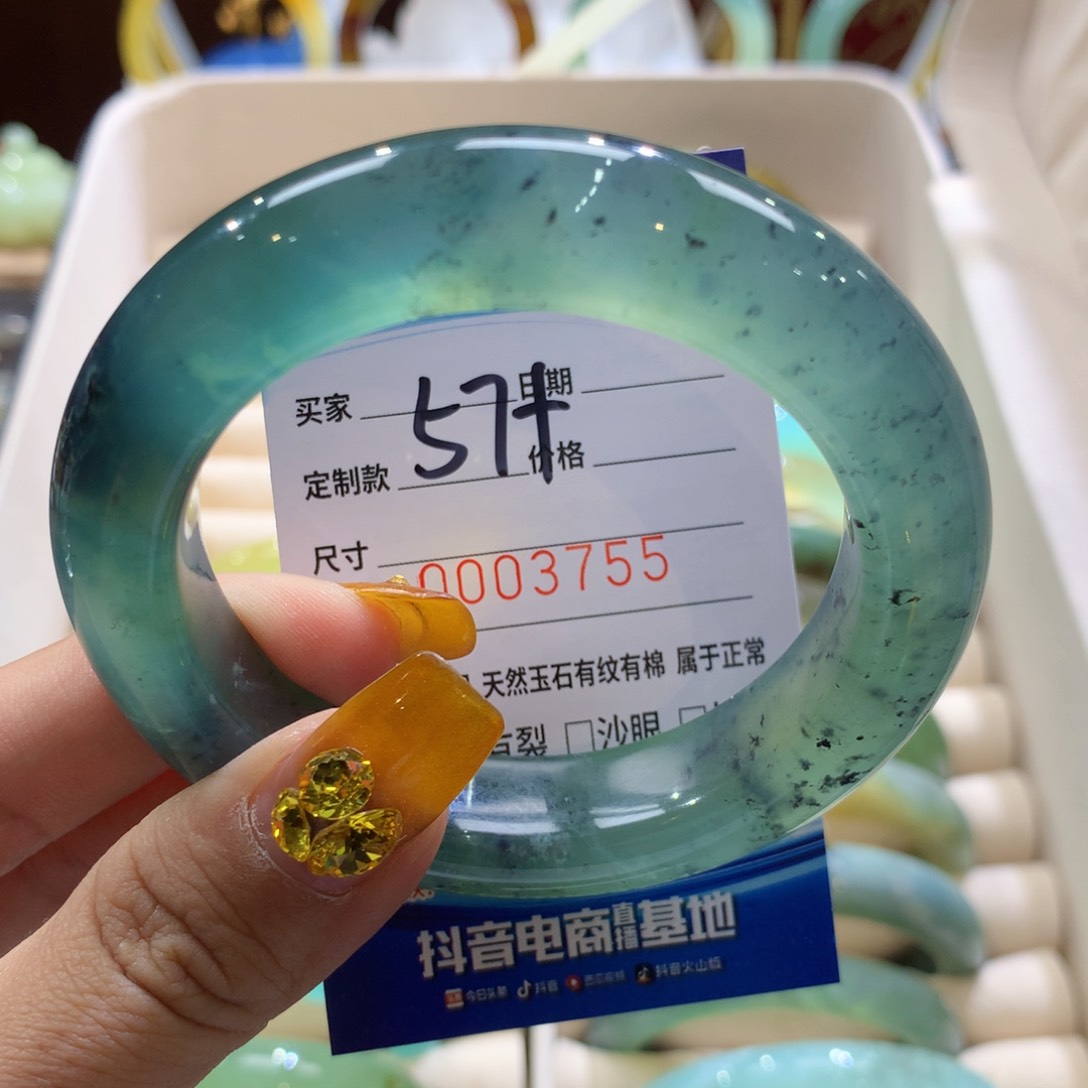 买家
日期
57+
定制款
价格
尺寸
0003755
天然玉石有纹有棉 属于正常
裂 □沙眼
抖音电商直播基地
今日头条 抖音 西瓜视频 抖音火山版